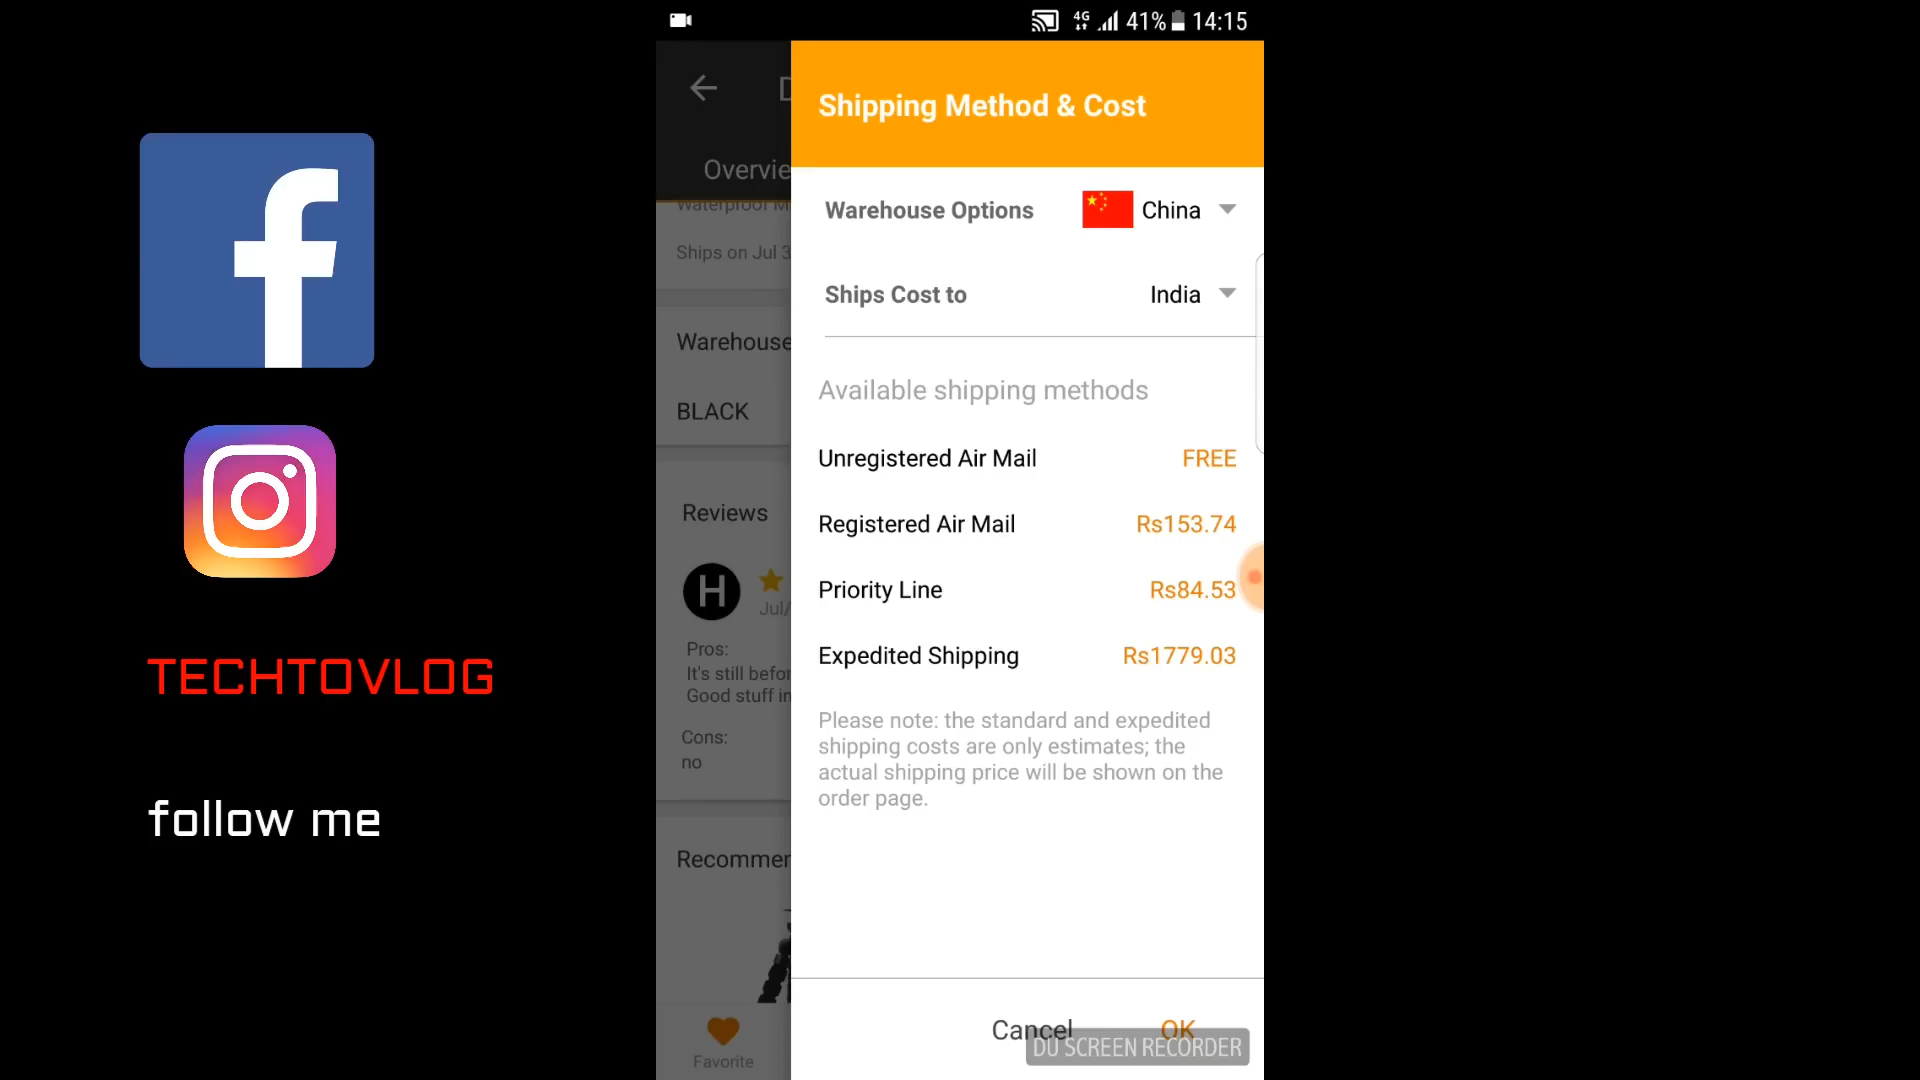 4G 41% 14:15
Shipping Method & Cost
Overvie
Warehouse Options China
Ships on Jul 3
Ships Cost to India
Warehouse
Available shipping methods
BLACK
Unregistered Air Mail FREE
Reviews
Registered Air Mail Rs153.74
H
Jul/
Priority Line Rs84.53
Pros:
It's still befor
Good stuff in
Expedited Shipping Rs1779.03
Cons:
no
Please note: the standard and expedited
shipping costs are only estimates; the
actual shipping price will be shown on the
order page.
Recommer
Cancel OK
Favorite
DU SCREEN RECORDER
TECHTOVLOG
follow me